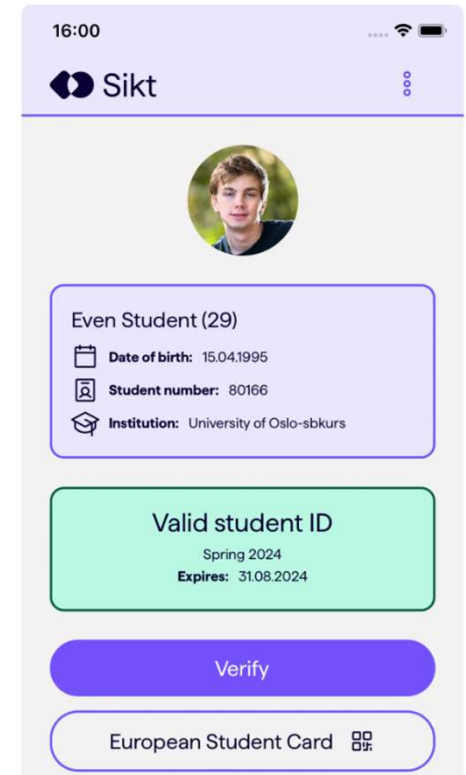 16:00
Sikt
Even Student (29)
Date of birth: 15.04.1995
Student number: 80166
Institution: University of Oslo-sbkurs
Valid student ID
Spring 2024
Expires: 31.08.2024
Verify
European Student Card